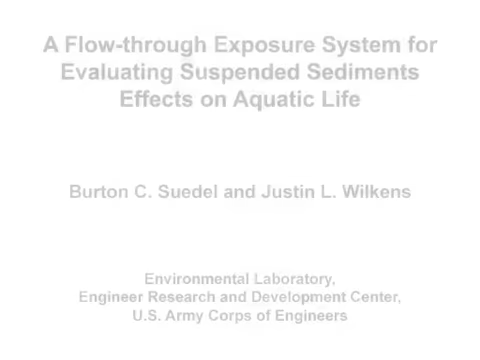 A Flow-through Exposure System for
Evaluating Suspended Sediments
Effects on Aquatic Life
Burton C. Suedel and Justin L. Wilkens
Environmental Laboratory,
Engineer Research and Development Center,
U.S. Army Corps of Engineers